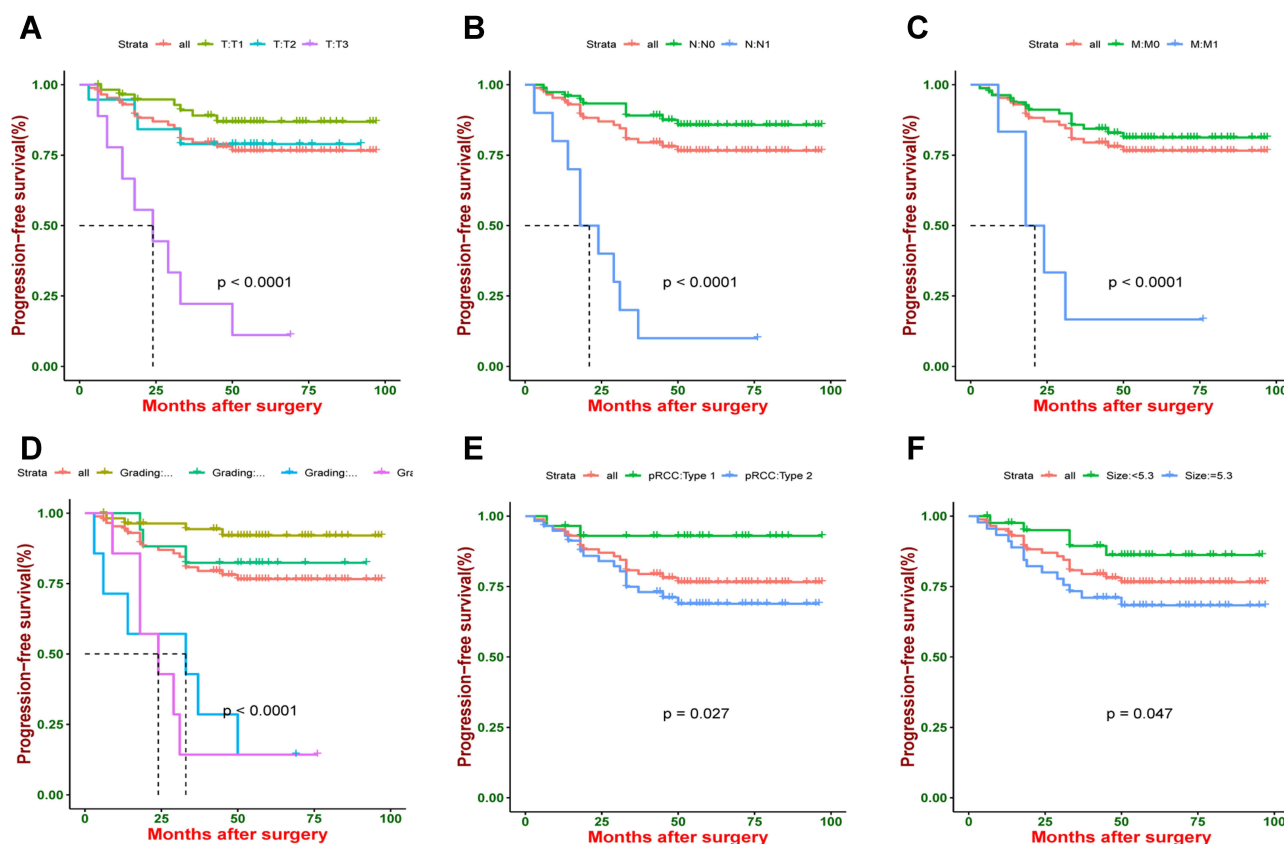 A
Strata all T:T1 T:T2 T:T3
Progression-free survival(%)
1.00
0.75
0.50
0.25
0.00
p < 0.0001
0 25 50 75 100
Months after surgery
B
Strata all N:N0 N:N1
Progression-free survival(%)
1.00
0.75
0.50
0.25
0.00
p < 0.0001
0 25 50 75 100
Months after surgery
C
Strata all M:M0 M:M1
Progression-free survival(%)
1.00
0.75
0.50
0.25
0.00
p < 0.0001
0 25 50 75 100
Months after surgery
D
Strata all Grading:... Grading:... Grading:... Gra
Progression-free survival(%)
1.00
0.75
0.50
0.25
0.00
p < 0.0001
0 25 50 75 100
Months after surgery
E
Strata all pRCC:Type 1 pRCC:Type 2
Progression-free survival(%)
1.00
0.75
0.50
0.25
0.00
p = 0.027
0 25 50 75 100
Months after surgery
F
Strata all Size:<5.3 Size:=5.3
Progression-free survival(%)
1.00
0.75
0.50
0.25
0.00
p = 0.047
0 25 50 75 100
Months after surgery